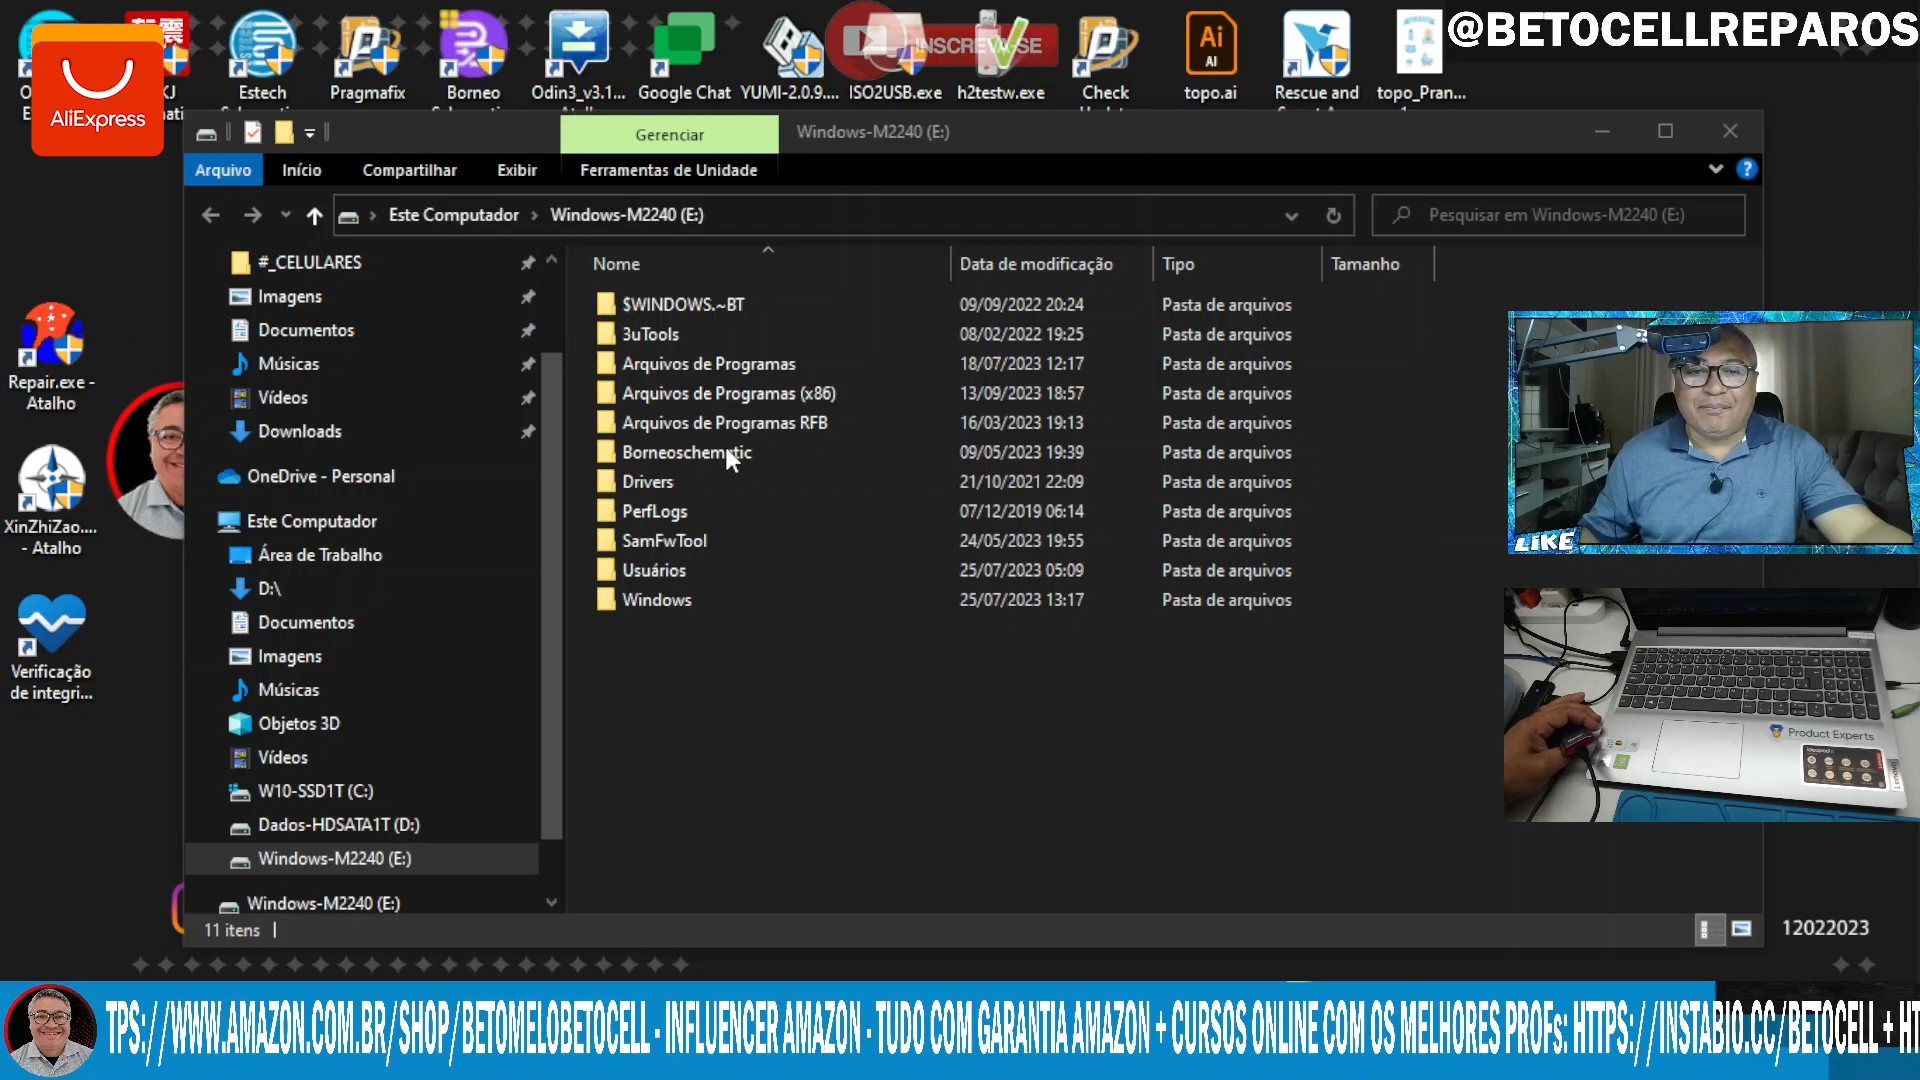 @BETOCELLREPAROS
INSCREVA-SE
AliExpress
Estech
Pragmafix
Borneo
Odin3_v3.1...
Google Chat
YUMI-2.0.9....
ISO2USB.exe
h2testw.exe
Check
topo.ai
Rescue and
topo_Pran...
Ai
AI
Gerenciar
Windows-M2240 (E:)
Arquivo
Início
Compartilhar
Exibir
Ferramentas de Unidade
Este Computador
Windows-M2240 (E:)
Pesquisar em Windows-M2240 (E:)
#_CELULARES
Imagens
Documentos
Músicas
Vídeos
Downloads
OneDrive - Personal
Este Computador
Área de Trabalho
D:\
Documentos
Imagens
Músicas
Objetos 3D
Vídeos
W10-SSD1T (C:)
Dados-HDSATA1T (D:)
Windows-M2240 (E:)
Windows-M2240 (E:)
Nome Data de modificação Tipo Tamanho
$WINDOWS.~BT 09/09/2022 20:24 Pasta de arquivos
3uTools 08/02/2022 19:25 Pasta de arquivos
Arquivos de Programas 18/07/2023 12:17 Pasta de arquivos
Arquivos de Programas (x86) 13/09/2023 18:57 Pasta de arquivos
Arquivos de Programas RFB 16/03/2023 19:13 Pasta de arquivos
Borneoschematic 09/05/2023 19:39 Pasta de arquivos
Drivers 21/10/2021 22:09 Pasta de arquivos
PerfLogs 07/12/2019 06:14 Pasta de arquivos
SamFwTool 24/05/2023 19:55 Pasta de arquivos
Usuários 25/07/2023 05:09 Pasta de arquivos
Windows 25/07/2023 13:17 Pasta de arquivos
11 itens
Repair.exe -
Atalho
XinZhiZao....
- Atalho
Verificação
de integri...
LIKE
Product Experts
ideapad
Lenovo
12022023
TPS://WWW.AMAZON.COM.BR/SHOP/BETOMELOBETOCELL - INFLUENCER AMAZON - TUDO COM GARANTIA AMAZON + CURSOS ONLINE COM OS MELHORES PROFs: HTTPS://INSTABIO.CC/BETOCELL + HT